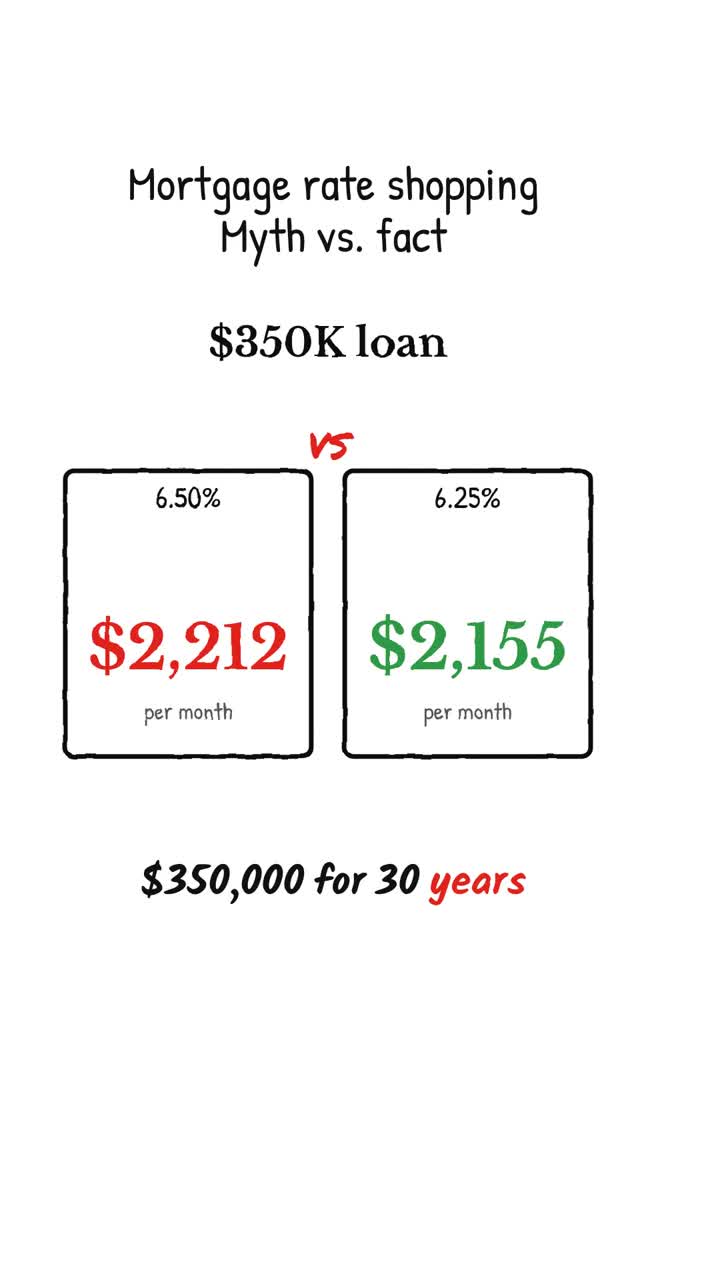 Mortgage rate shopping
Myth vs. fact
$350K loan
vs
6.50%
$2,212
per month
6.25%
$2,155
per month
$350,000 for 30 years